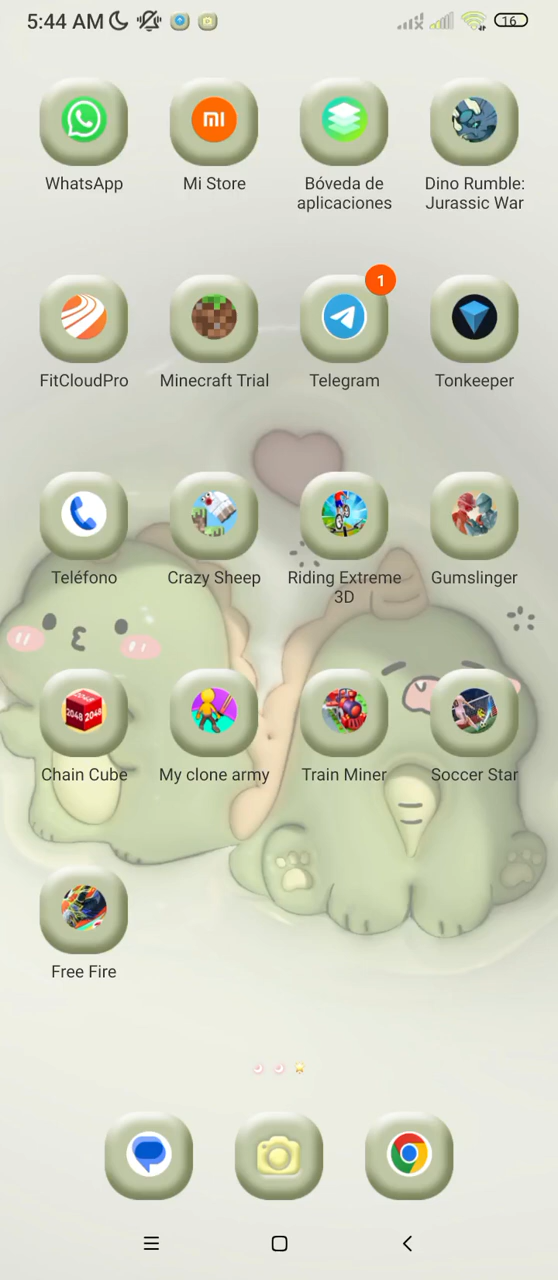 5:44 AM
16
WhatsApp
Mi Store
Bóveda de
aplicaciones
Dino Rumble:
Jurassic War
1
FitCloudPro
Minecraft Trial
Telegram
Tonkeeper
Teléfono
Crazy Sheep
Riding Extreme
3D
Gumslinger
2048
2048 2048
Chain Cube
My clone army
Train Miner
Soccer Star
Free Fire